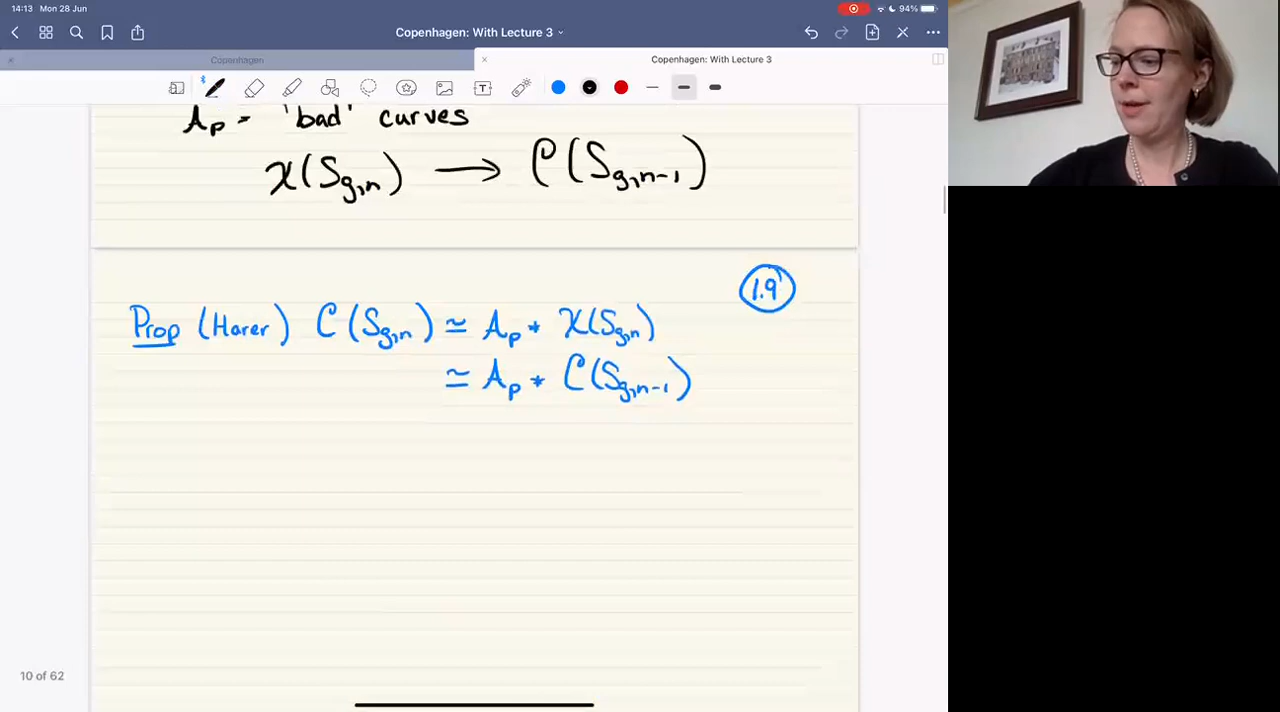 14:13 Mon 28 Jun
94%
Copenhagen: With Lecture 3
Copenhagen
Copenhagen: With Lecture 3
A_p = 'bad' curves
χ(S_{g,n}) → C(S_{g,n-1})
1.9
Prop (Harer) C(S_{g,n}) ≃ A_p * χ(S_{g,n})
≃ A_p * C(S_{g,n-1})
10 of 62